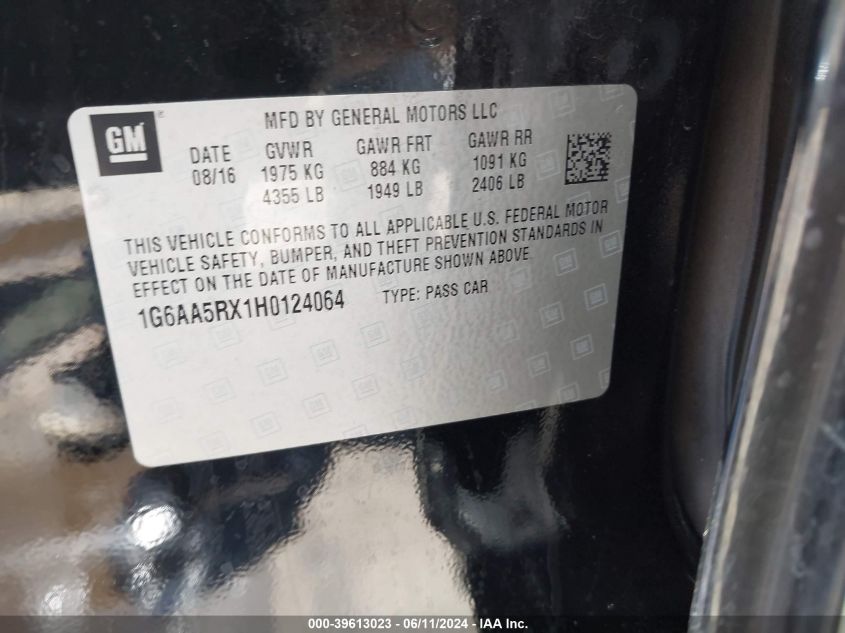 GM
MFD BY GENERAL MOTORS LLC
DATE GVWR GAWR FRT GAWR RR
08/16 1975 KG 884 KG 1091 KG
4355 LB 1949 LB 2406 LB
THIS VEHICLE CONFORMS TO ALL APPLICABLE U.S. FEDERAL MOTOR
VEHICLE SAFETY, BUMPER, AND THEFT PREVENTION STANDARDS IN
EFFECT ON THE DATE OF MANUFACTURE SHOWN ABOVE.
1G6AA5RX1H0124064 TYPE: PASS CAR
000-39613023 - 06/11/2024 - IAA Inc.